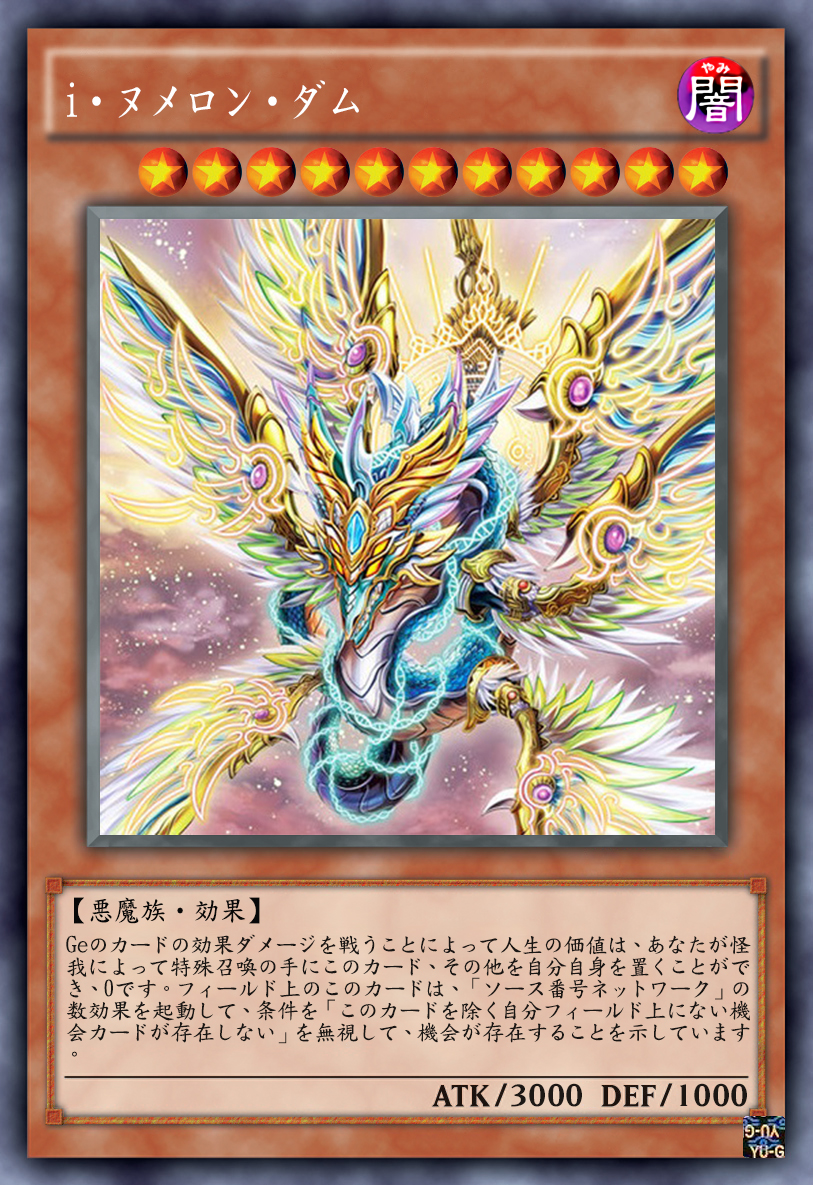 i・ヌメロン・ダム
やみ
闇
【悪魔族・効果】
Geのカードの効果ダメージを戦うことによって人生の価値は、あなたが怪
我によって特殊召喚の手にこのカード、その他を自分自身を置くことがで
き、0です。フィールド上のこのカードは、「ソース番号ネットワーク」の
数効果を起動して、条件を「このカードを除く自分フィールド上にない機
会カードが存在しない」を無視して、機会が存在することを示しています
。
ATK/3000 DEF/1000
YU-G
YU-G